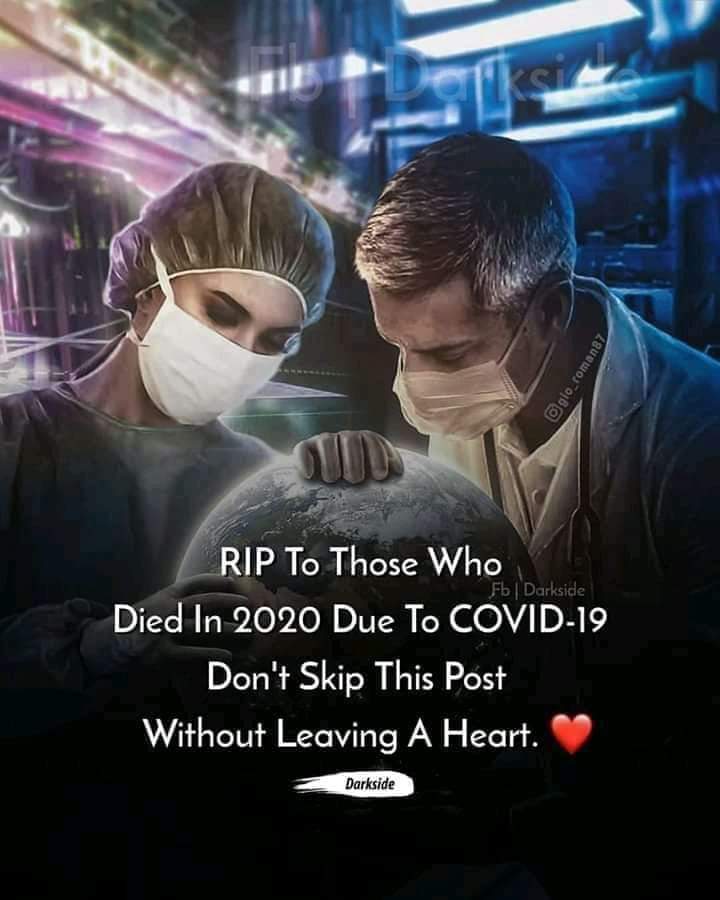 Fb | Darkside
@gio_roman87
RIP To Those Who
Fb | Darkside
Died In 2020 Due To COVID-19
Don't Skip This Post
Without Leaving A Heart. ❤️
Darkside